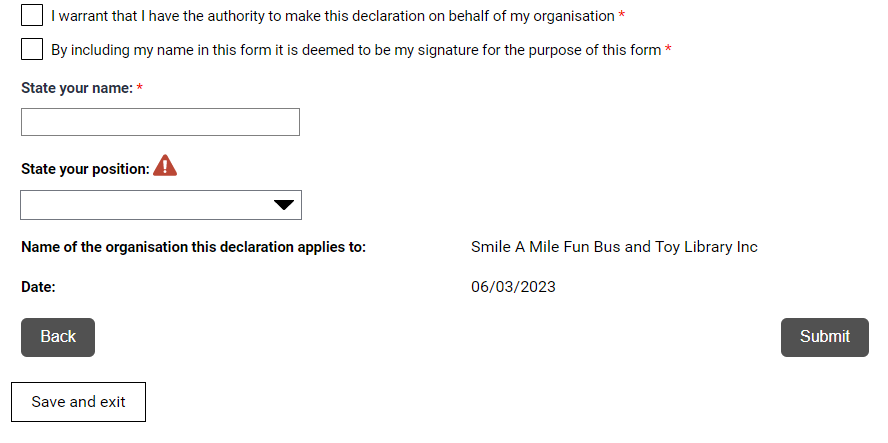 I warrant that I have the authority to make this declaration on behalf of my organisation *
By including my name in this form it is deemed to be my signature for the purpose of this form *
State your name: *
State your position:
Name of the organisation this declaration applies to: Smile A Mile Fun Bus and Toy Library Inc
Date: 06/03/2023
Back Submit
Save and exit